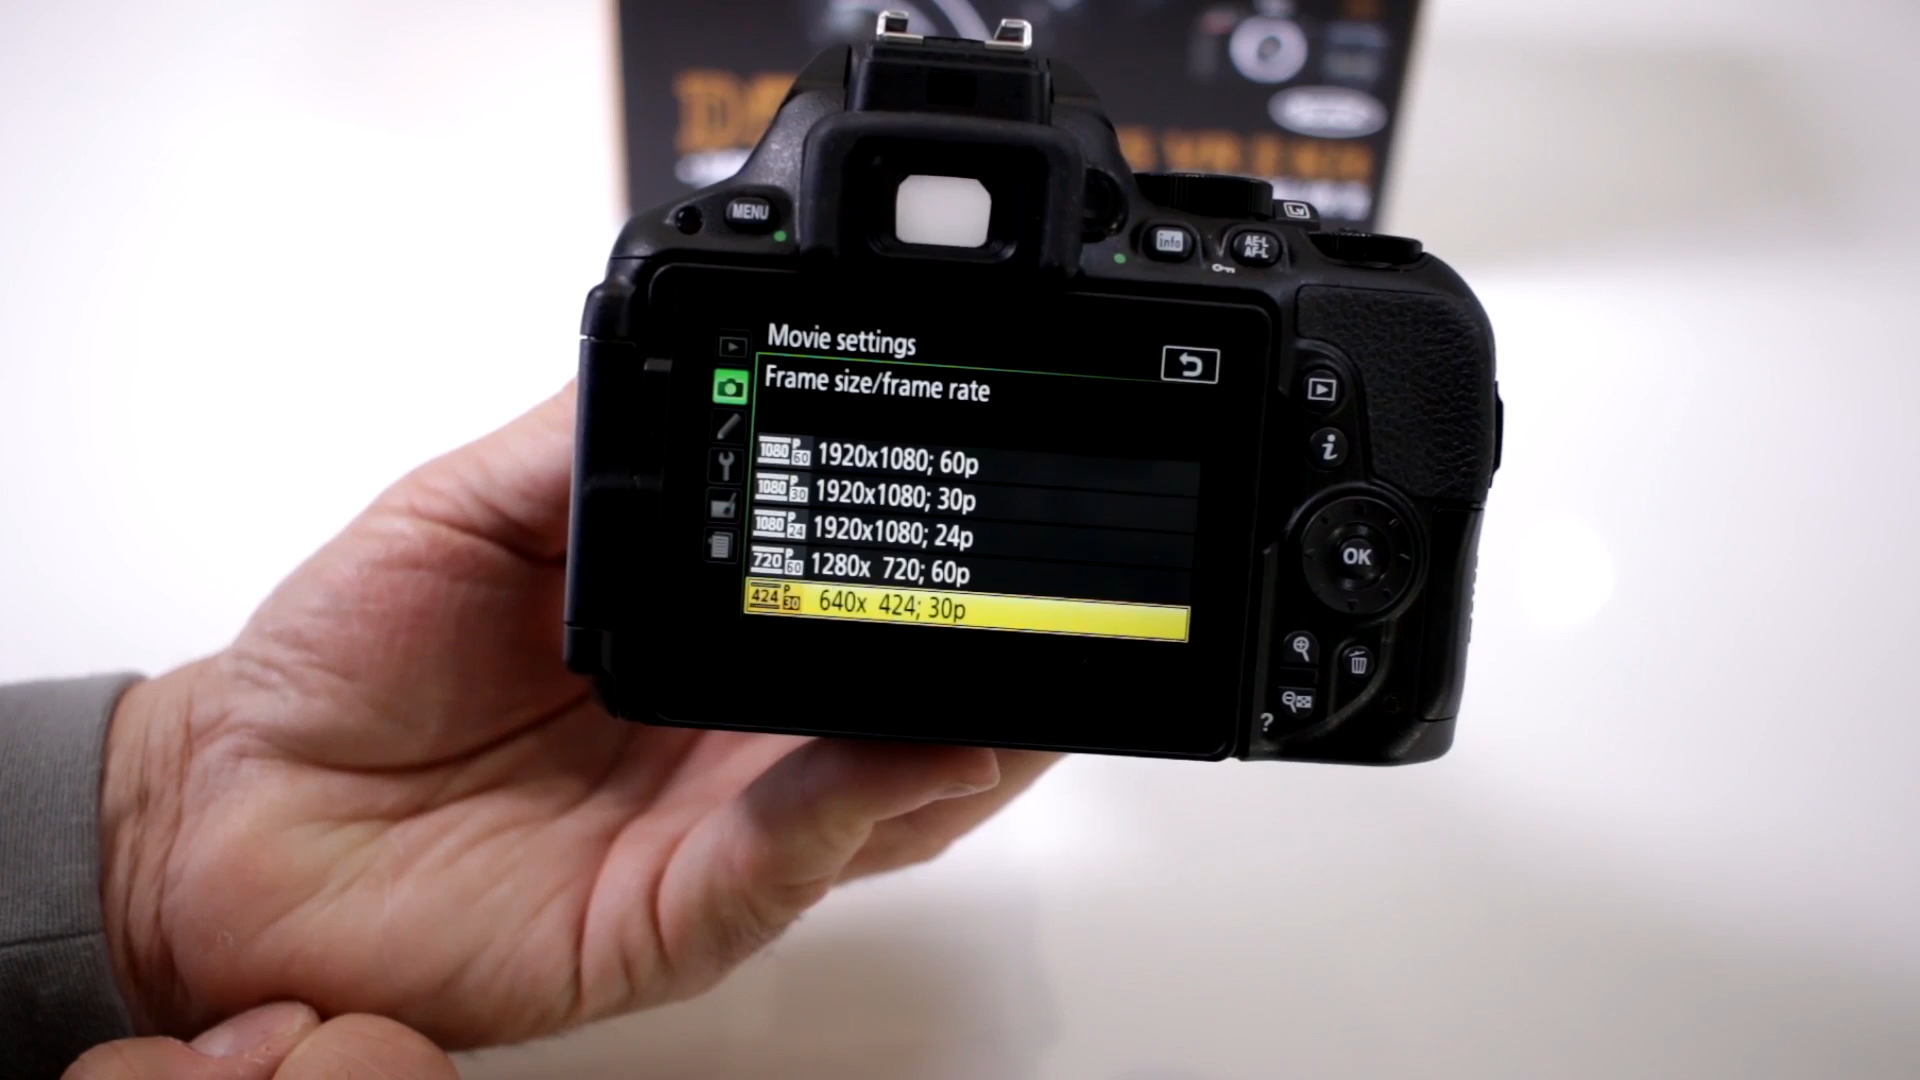 MENU
Lv
info
AE-L
AF-L
Movie settings
Frame size/frame rate
1080 P 60 1920x1080; 60p
1080 P 30 1920x1080; 30p
1080 P 24 1920x1080; 24p
720 P 60 1280x 720; 60p
424 P 30 640x 424; 30p
i
OK
?